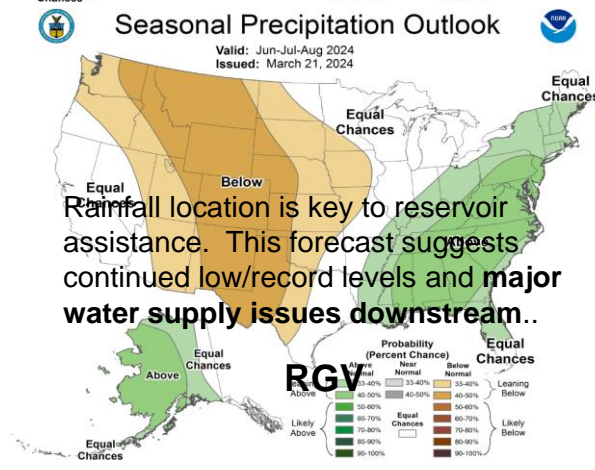 Chances
Seasonal Precipitation Outlook
NOAA
Valid: Jun-Jul-Aug 2024
Issued: March 21, 2024
Equal
Chances
Equal
Chances
Below
Equal
Chances
Rainfall location is key to reservoir
assistance. This forecast suggests
Above
continued low/record levels and major
water supply issues downstream..
Equal
Chances
Above
Equal
Chances
RGV
Equal
Chances
Probability
(Percent Chance)
Above Normal
Near Normal
Below Normal
Leaning Above
33-40% 33-40% 33-40%
40-50% 40-50% 40-50%
Leaning Below
Likely Above
50-60% 50-60%
60-70% 60-70%
70-80% Equal Chances 70-80%
80-90% 80-90%
90-100% 90-100%
Likely Below